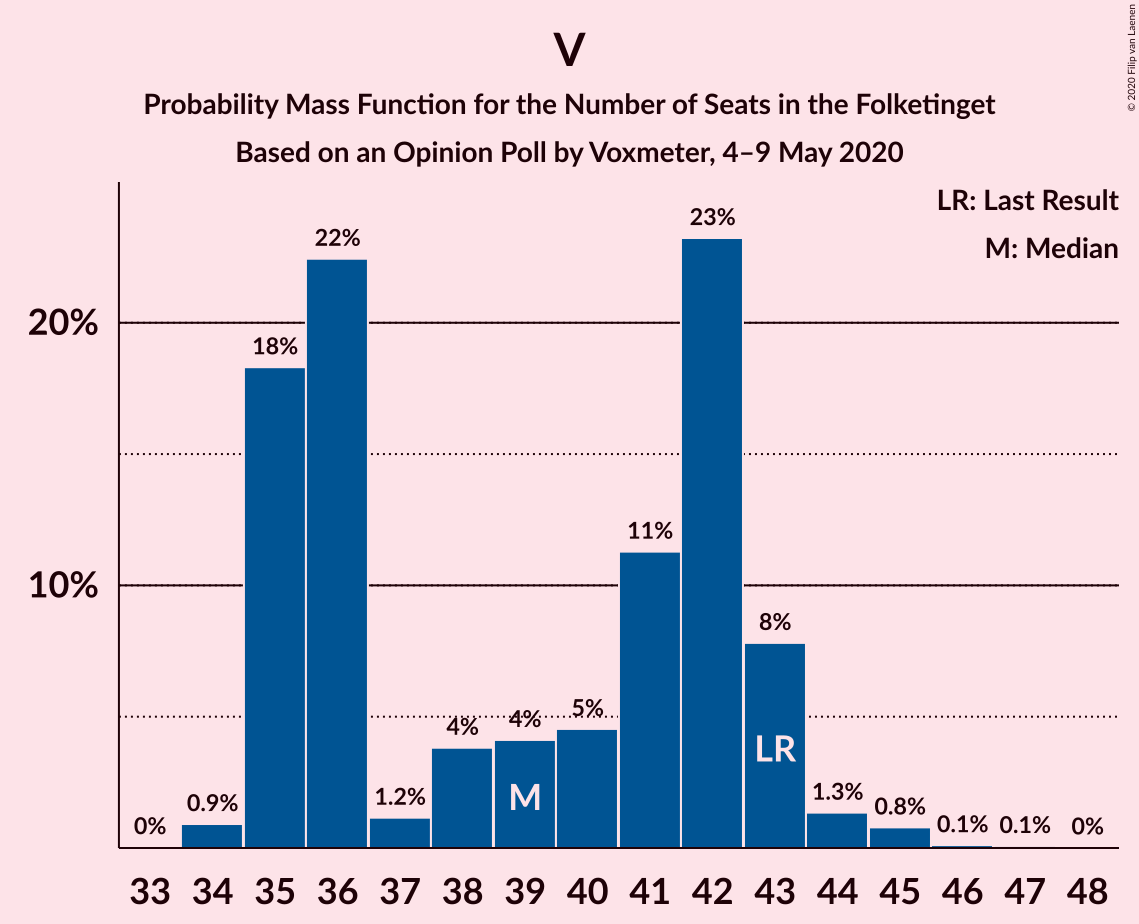 V
Probability Mass Function for the Number of Seats in the Folketinget
Based on an Opinion Poll by Voxmeter, 4–9 May 2020
© 2020 Filip van Laenen
LR: Last Result
M: Median
20%
10%
0%
0.9%
18%
22%
1.2%
4%
4%
5%
11%
23%
8%
1.3%
0.8%
0.1%
0.1%
0%
M
LR
33 34 35 36 37 38 39 40 41 42 43 44 45 46 47 48